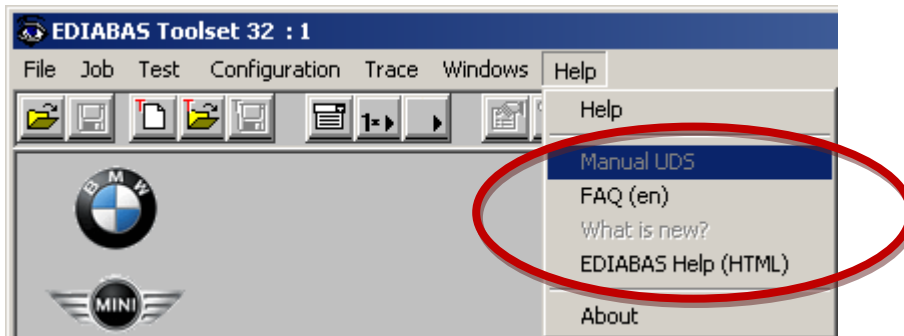 EDIABAS Toolset 32 : 1
File Job Test Configuration Trace Windows Help
T T T 1×
Help
Manual UDS
FAQ (en)
What is new?
EDIABAS Help (HTML)
About
BMW
MINI